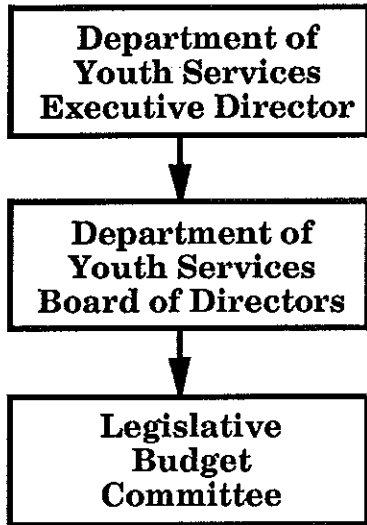 Department of
Youth Services
Executive Director
Department of
Youth Services
Board of Directors
Legislative
Budget
Committee